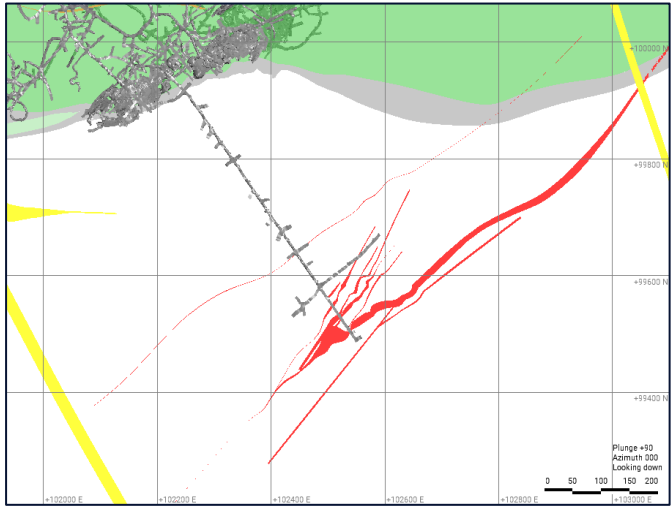 +100000 N
+99800 N
+99600 N
+99400 N
Plunge +90
Azimuth 000
Looking down
0 50 100 150 200
+102000 E +102200 E +102400 E +102600 E +102800 E +103000 E